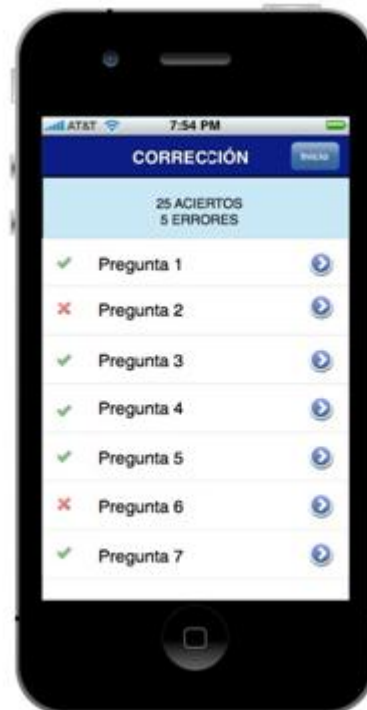 AT&T 7:54 PM
CORRECCIÓN Inicio
25 ACIERTOS
5 ERRORES
Pregunta 1
Pregunta 2
Pregunta 3
Pregunta 4
Pregunta 5
Pregunta 6
Pregunta 7